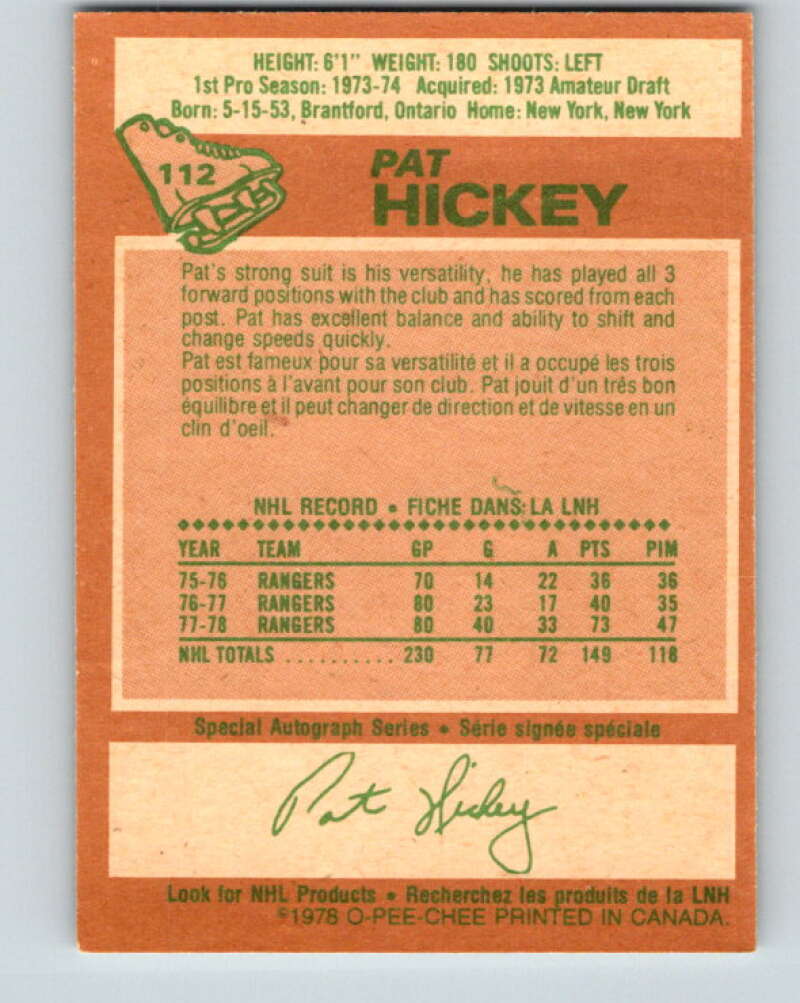 HEIGHT: 6'1" WEIGHT: 180 SHOOTS: LEFT
1st Pro Season: 1973-74 Acquired: 1973 Amateur Draft
Born: 5-15-53, Brantford, Ontario Home: New York, New York
112
PAT
HICKEY
Pat's strong suit is his versatility, he has played all 3
forward positions with the club and has scored from each
post. Pat has excellent balance and ability to shift and
change speeds quickly.
Pat est fameux pour sa versatilité et il a occupé les trois
positions à l'avant pour son club. Pat jouit d'un très bon
équilibre et il peut changer de direction et de vitesse en un
clin d'oeil.
NHL RECORD • FICHE DANS LA LNH
YEAR TEAM GP G A PTS PIM
75-76 RANGERS 70 14 22 36 36
76-77 RANGERS 80 23 17 40 35
77-78 RANGERS 80 40 33 73 47
NHL TOTALS .......... 230 77 72 149 118
Special Autograph Series • Série signée spéciale
Pat Hickey
Look for NHL Products • Recherchez les produits de la LNH
©1978 O-PEE-CHEE PRINTED IN CANADA.